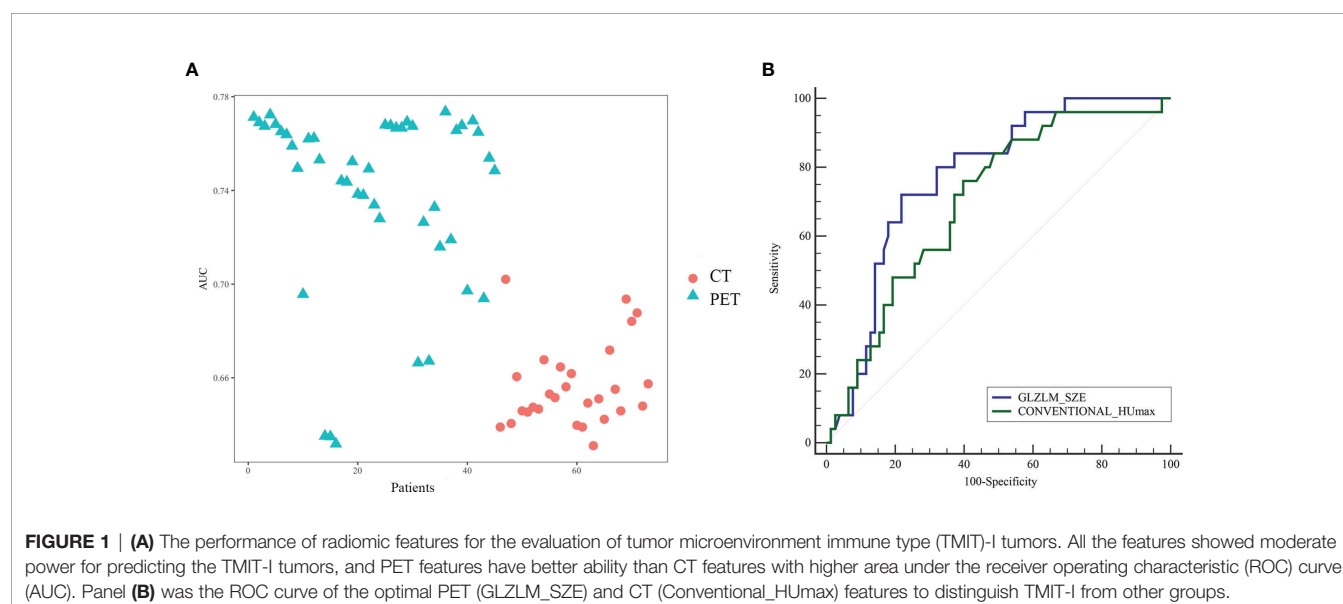 A
B
0.78
0.74
0.70
0.66
AUC
0
20
40
60
Patients
CT
PET
100
80
60
40
20
0
Sensitivity
GLZLM_SZE
CONVENTIONAL_HUmax
0
20
40
60
80
100
100-Specificity
FIGURE 1 | (A) The performance of radiomic features for the evaluation of tumor microenvironment immune type (TMIT)-I tumors. All the features showed moderate
power for predicting the TMIT-I tumors, and PET features have better ability than CT features with higher area under the receiver operating characteristic (ROC) curve
(AUC). Panel (B) was the ROC curve of the optimal PET (GLZLM_SZE) and CT (Conventional_HUmax) features to distinguish TMIT-I from other groups.